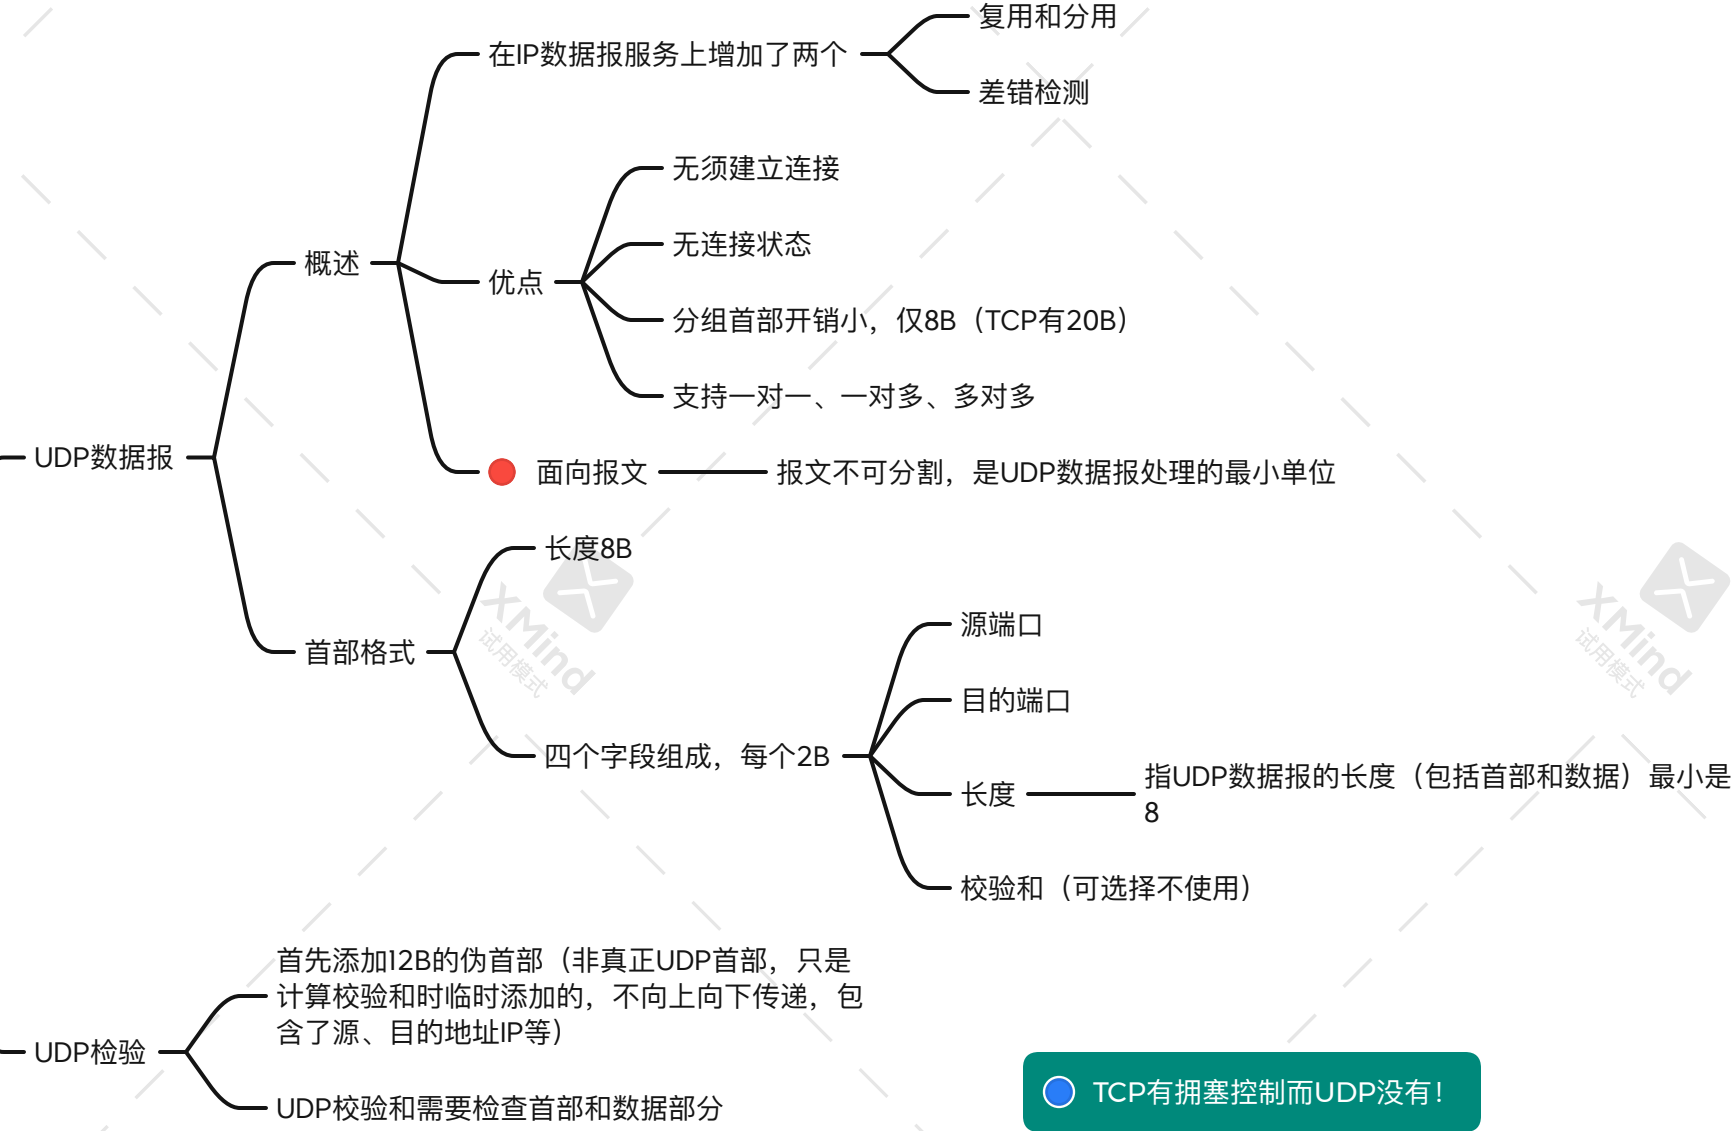 复用和分用
在IP数据报服务上增加了两个
差错检测
无须建立连接
无连接状态
概述
优点
分组首部开销小，仅8B（TCP有20B）
支持一对一、一对多、多对多
UDP数据报
面向报文
报文不可分割，是UDP数据报处理的最小单位
长度8B
源端口
首部格式
目的端口
四个字段组成，每个2B
长度
指UDP数据报的长度（包括首部和数据）最小是
8
校验和（可选择不使用）
首先添加12B的伪首部（非真正UDP首部，只是
计算校验和时临时添加的，不向上向下传递，包
含了源、目的地址IP等）
UDP检验
UDP校验和需要检查首部和数据部分
TCP有拥塞控制而UDP没有！
XMind
试用模式
XMind
试用模式